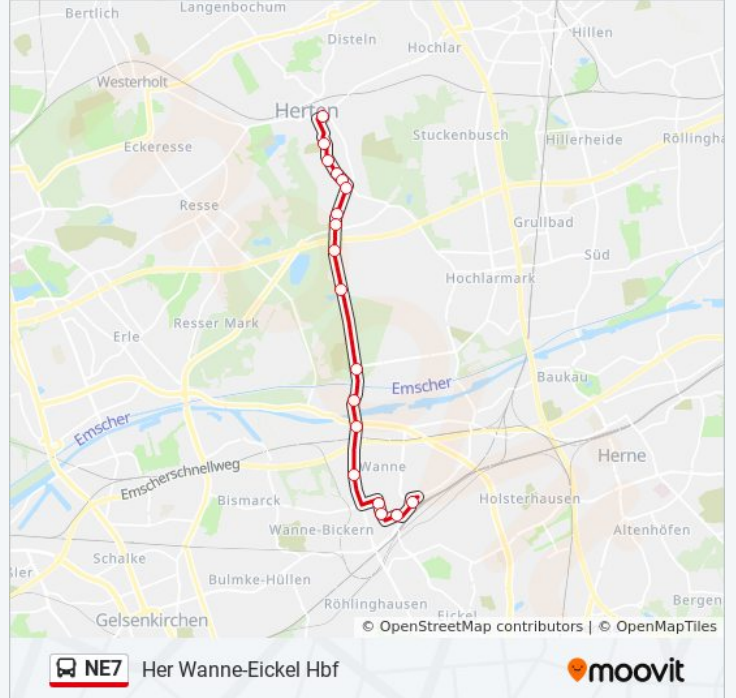 Bertlich
Langenbochum
Disteln
Hillen
Hochlar
Westerholt
Herten
Stuckenbusch
Hillerheide
Röllingha
Eckeresse
Resse
Grullbad
Süd
Hochlarmark
Resser Mark
Erle
Emscher
Baukau
Emscher
Emscherschnellweg
Wanne
Herne
Bismarck
Holsterhausen
Wanne-Bickern
Altenhöfen
Schalke
Bulmke-Hüllen
Röhlinghausen
Eickel
Bergen
Gelsenkirchen
© OpenStreetMap contributors | © OpenMapTiles
NE7 Her Wanne-Eickel Hbf
moovit